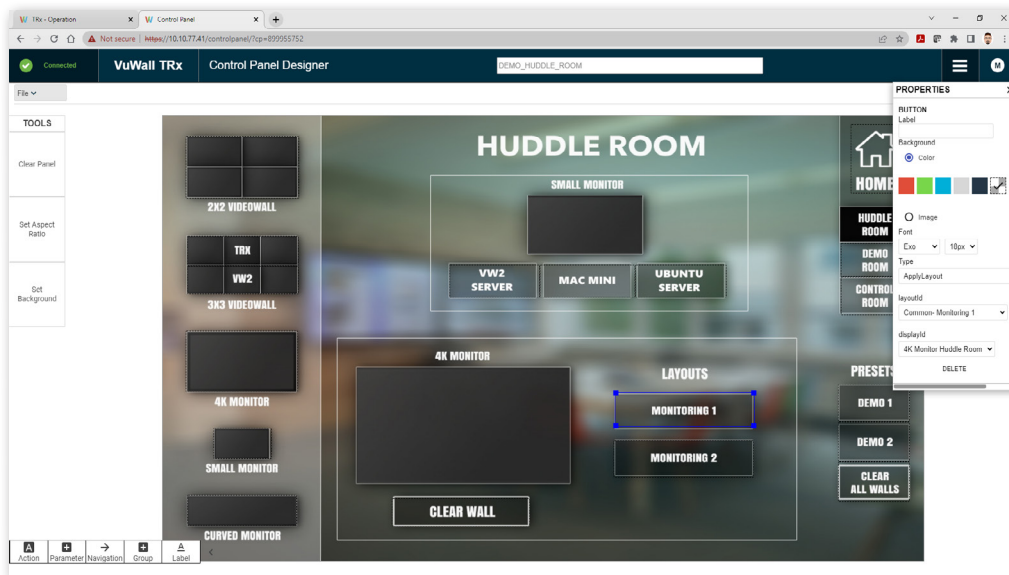 TRx - Operation
Control Panel
Not secure
https://10.10.77.41/controlpanel/?cp=899955752
Connected
VuWall TRx
Control Panel Designer
DEMO_HUDDLE_ROOM
M
File
TOOLS
Clear Panel
Set Aspect
Ratio
Set
Background
2X2 VIDEOWALL
TRX
VW2
3X3 VIDEOWALL
4K MONITOR
SMALL MONITOR
CURVED MONITOR
HUDDLE ROOM
SMALL MONITOR
VW2
SERVER
MAC MINI
UBUNTU
SERVER
4K MONITOR
CLEAR WALL
LAYOUTS
MONITORING 1
MONITORING 2
HOME
HUDDLE
ROOM
DEMO
ROOM
CONTROL
ROOM
PRESETS
DEMO 1
DEMO 2
CLEAR
ALL WALLS
PROPERTIES
BUTTON
Label
Background
Color
Image
Font
Exo
18px
Type
ApplyLayout
layoutId
Common- Monitoring 1
displayId
4K Monitor Huddle Room
DELETE
A
Action
Parameter
Navigation
Group
A
Label